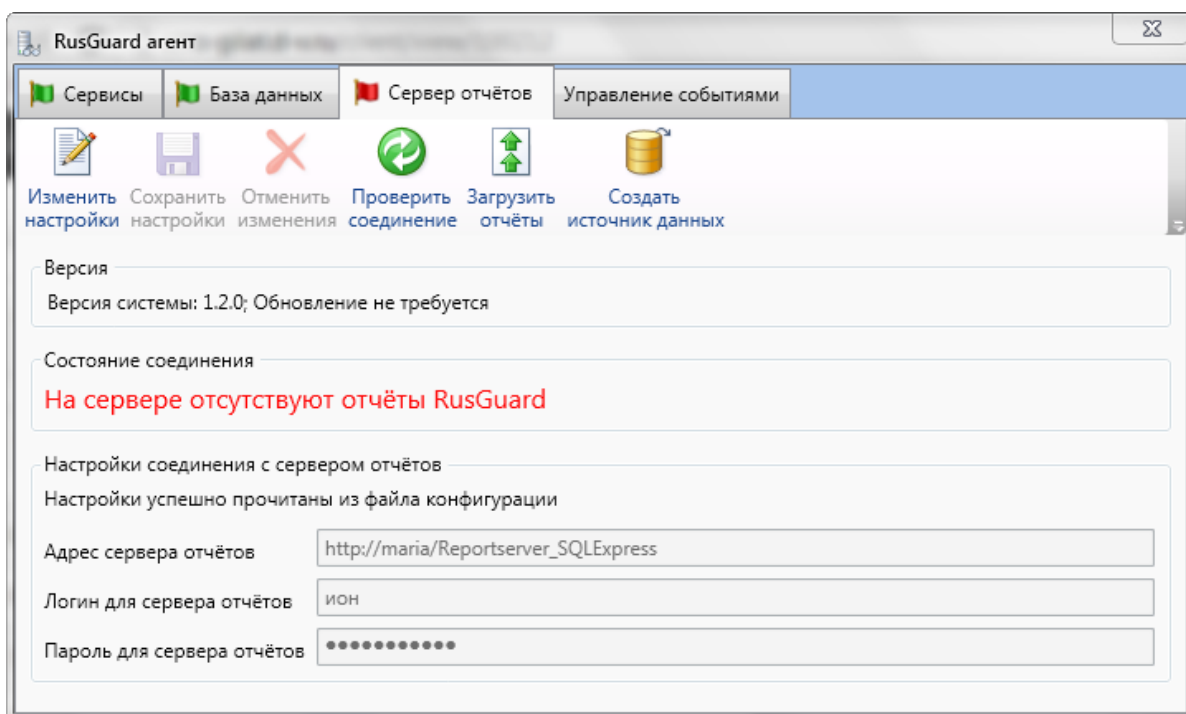 RusGuard агент
Сервисы
База данных
Сервер отчётов
Управление событиями
Изменить настройки
Сохранить настройки
Отменить изменения
Проверить соединение
Загрузить отчёты
Создать источник данных
Версия
Версия системы: 1.2.0; Обновление не требуется
Состояние соединения
На сервере отсутствуют отчёты RusGuard
Настройки соединения с сервером отчётов
Настройки успешно прочитаны из файла конфигурации
Адрес сервера отчётов
http://maria/Reportserver_SQLExpress
Логин для сервера отчётов
ион
Пароль для сервера отчётов
●●●●●●●●●●●